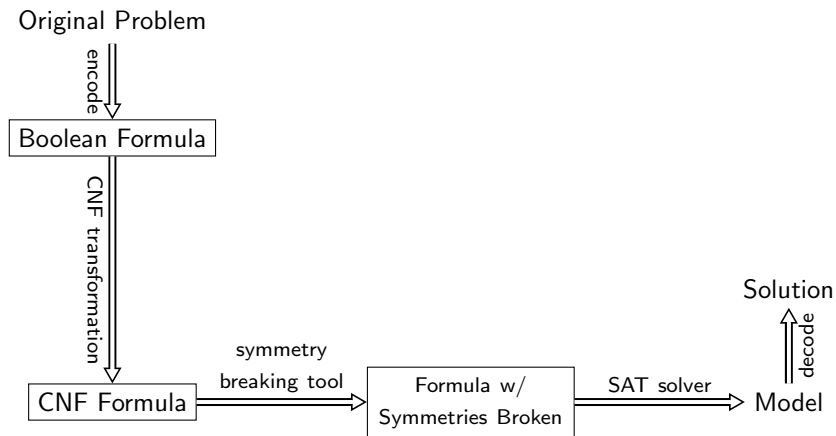 Original Problem
encode
Boolean Formula
CNF transformation
CNF Formula
symmetry
breaking tool
Formula w/
Symmetries Broken
SAT solver
Model
decode
Solution